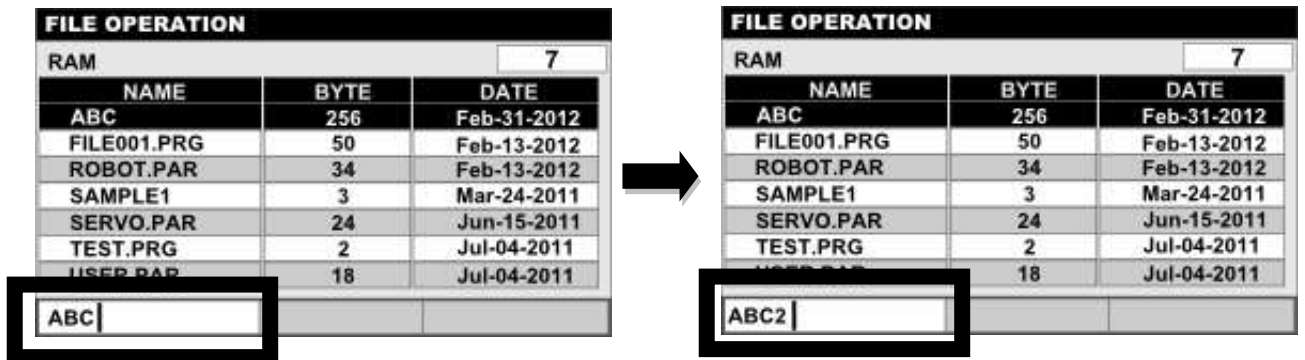 FILE OPERATION
RAM 7
NAME BYTE DATE
ABC 256 Feb-31-2012
FILE001.PRG 50 Feb-13-2012
ROBOT.PAR 34 Feb-13-2012
SAMPLE1 3 Mar-24-2011
SERVO.PAR 24 Jun-15-2011
TEST.PRG 2 Jul-04-2011
USER.PAR 18 Jul-04-2011
ABC
FILE OPERATION
RAM 7
NAME BYTE DATE
ABC 256 Feb-31-2012
FILE001.PRG 50 Feb-13-2012
ROBOT.PAR 34 Feb-13-2012
SAMPLE1 3 Mar-24-2011
SERVO.PAR 24 Jun-15-2011
TEST.PRG 2 Jul-04-2011
USER.PAR 18 Jul-04-2011
ABC2